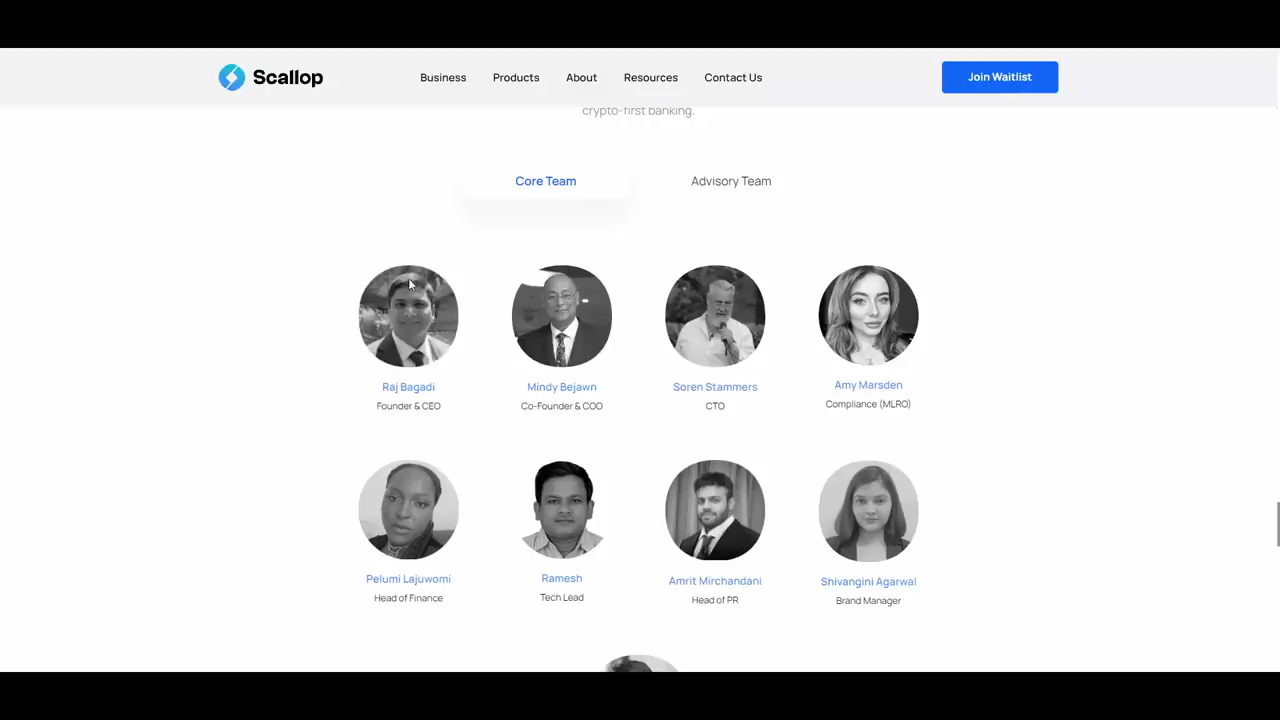 Scallop
Business
Products
About
Resources
Contact Us
Join Waitlist
crypto-first banking.
Core Team
Advisory Team
Raj Bagadi
Founder & CEO
Mindy Bejawn
Co-Founder & COO
Soren Stammers
CTO
Amy Marsden
Compliance (MLRO)
Pelumi Lajuwomi
Head of Finance
Ramesh
Tech Lead
Amrit Mirchandani
Head of PR
Shivangini Agarwal
Brand Manager